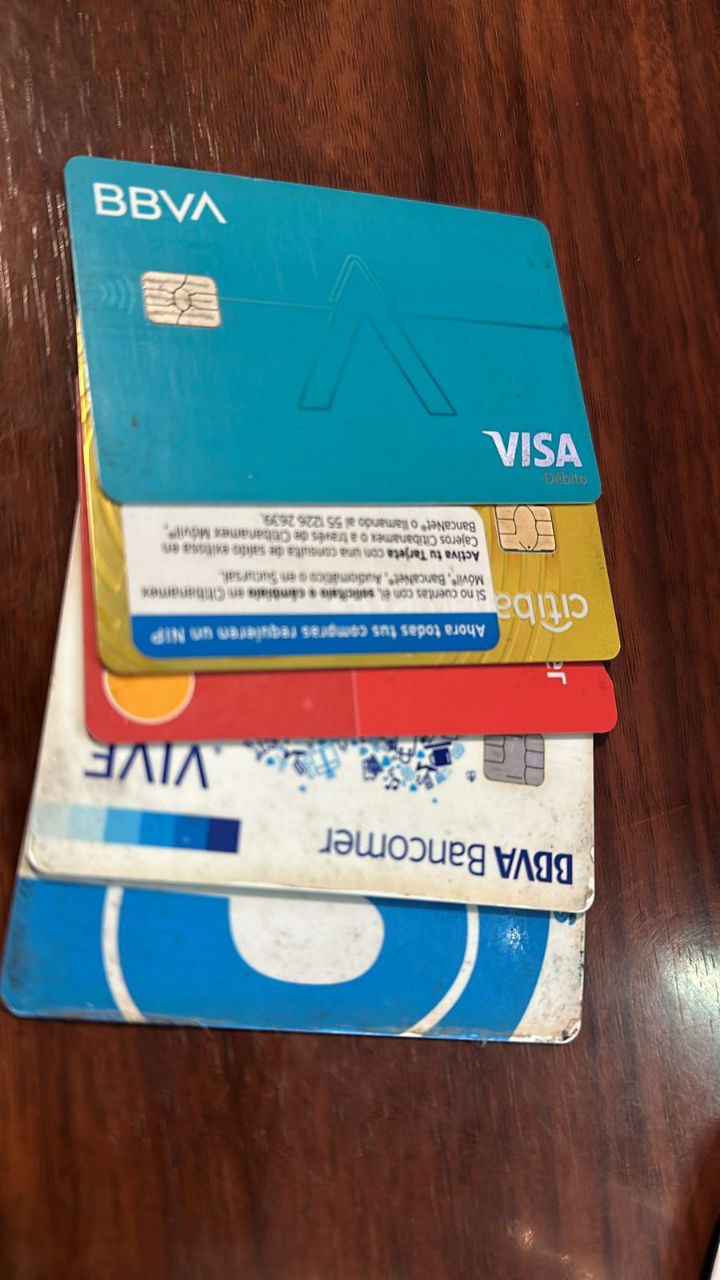 BBVA
VISA
Débito
citiba
Ahora todas tus compras requieren un NIP
Si no cuentas con él, solicítalo o cámbialo en Citibanamex
Móvil®, BancaNet®, Audiomático® o en Sucursal.
Activa tu Tarjeta con una consulta de saldo exitosa en
Cajeros Citibanamex o a través de Citibanamex Móvil®,
BancaNet® o llamando al 55 1226 2639.
er
BBVA Bancomer
VIVE